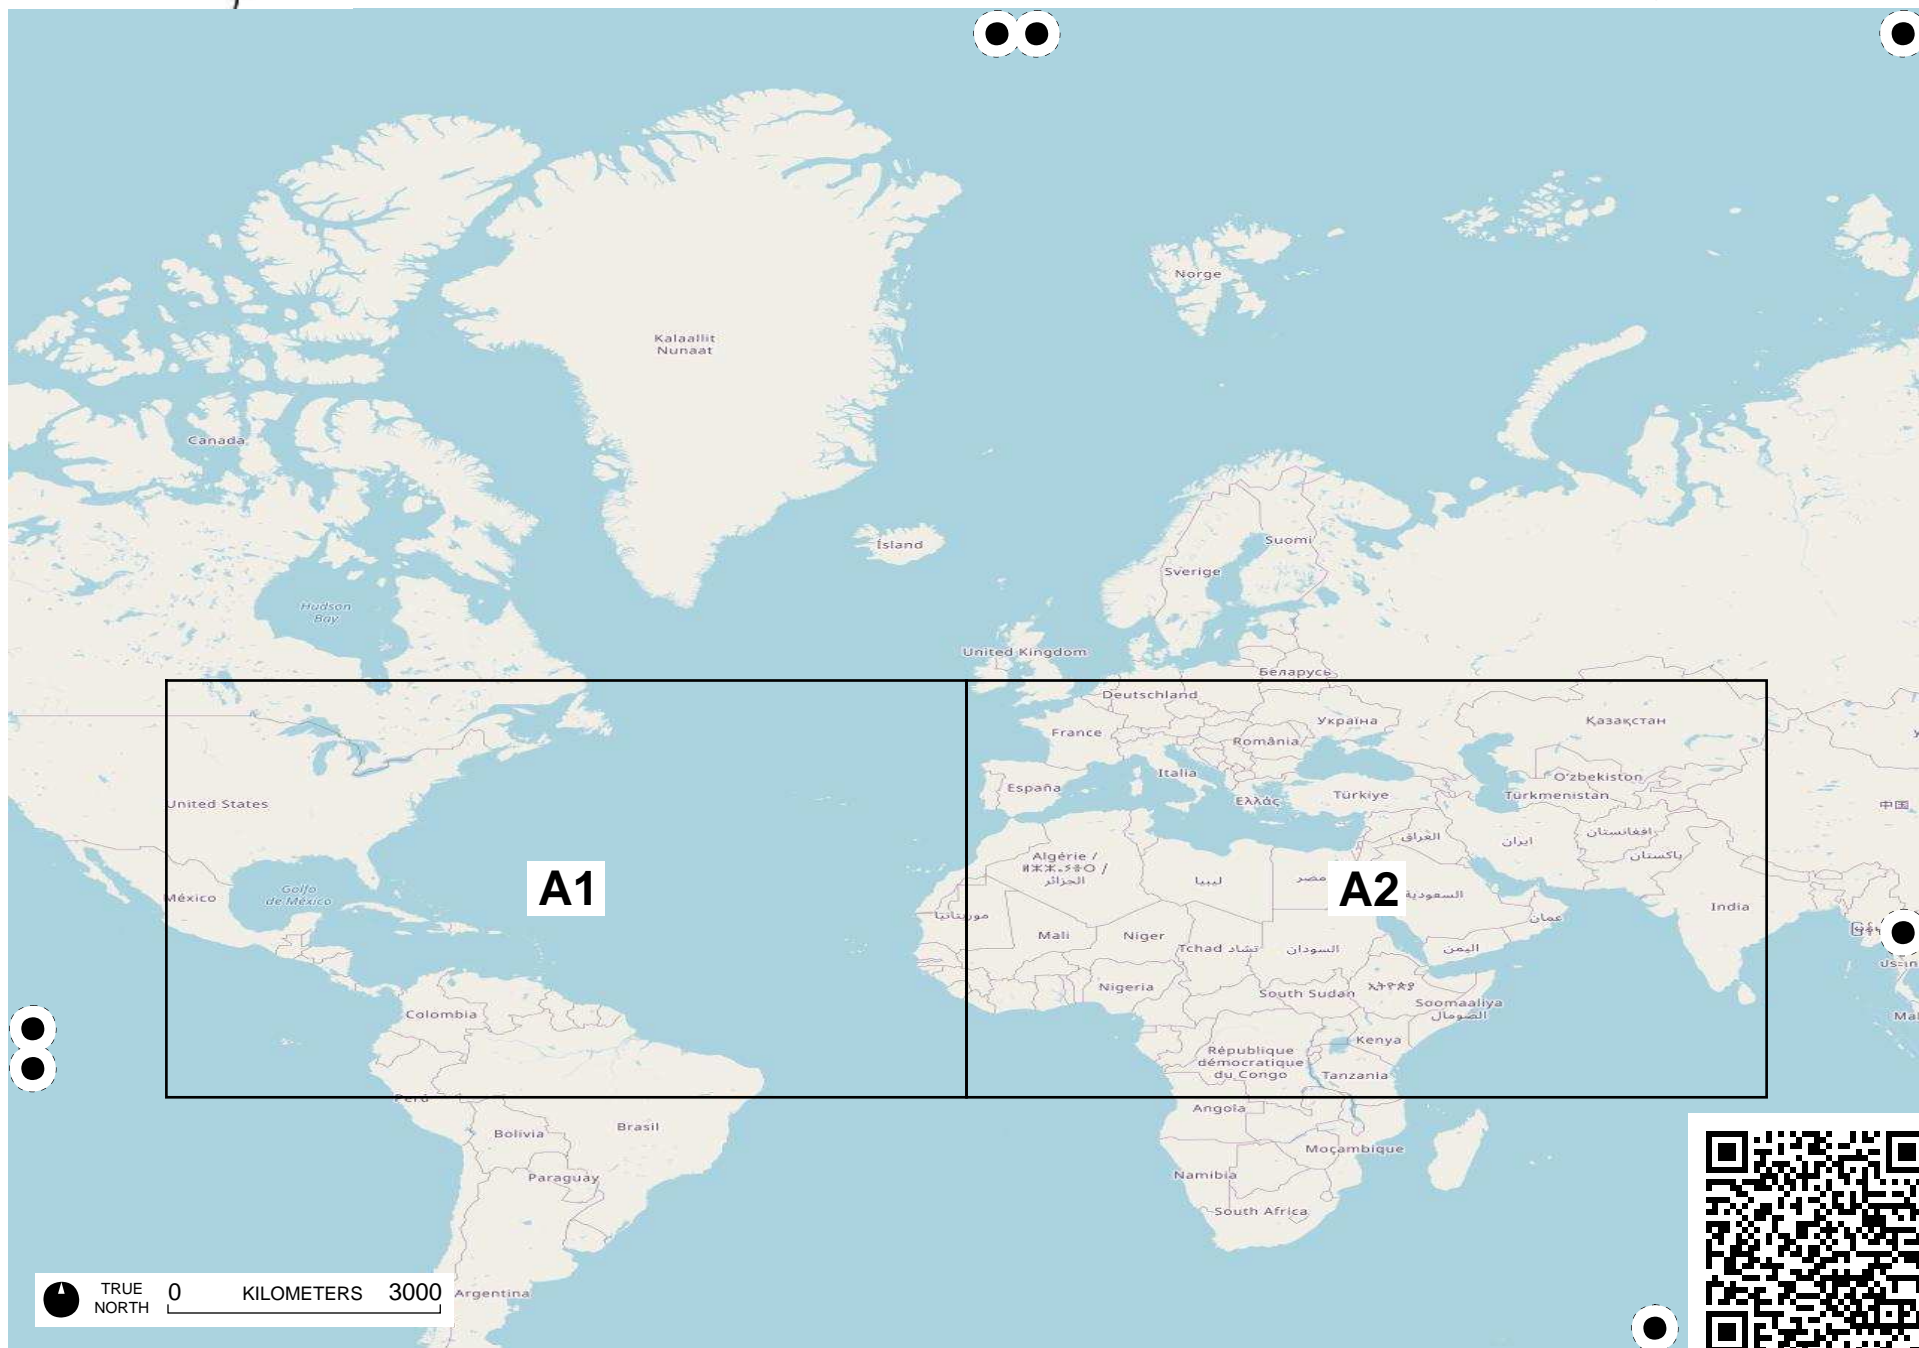 Norge
Kalaallit
Nunaat
Canada
Ísland
Suomi
Sverige
Hudson
Bay
United Kingdom
Беларусь
Deutschland
Україна
Қазақстан
France
România
Italia
Oʻzbekiston
España
Ελλάς
Türkiye
Türkmenistan
United States
中国
العراق
ایران
افغانستان
پاکستان
Algérie /
ⵍⵣⵣⴰⵢⴻⵔ /
الجزائر
ليبيا
مصر
السعودية
A1
A2
México
Golfo
de México
موريتانيا
India
عمان
Mali
Niger
Tchad تشاد
السودان
اليمن
Nigeria
South Sudan
ኢትዮጵያ
Soomaaliya
الصومال
Colombia
Kenya
République
démocratique
du Congo
Tanzania
Perú
Angola
Bolivia
Brasil
Moçambique
Paraguay
Namibia
South Africa
TRUE
NORTH
0 KILOMETERS 3000
Argentina